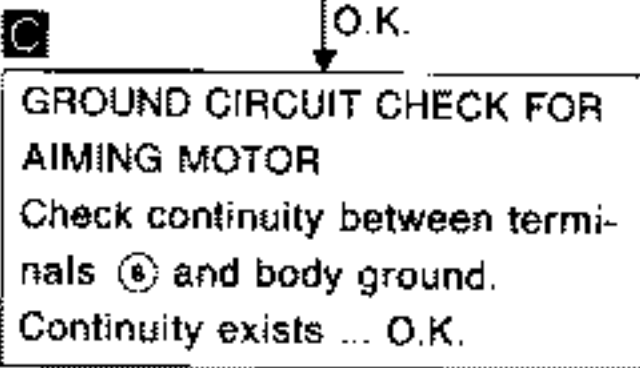 O.K.
C
GROUND CIRCUIT CHECK FOR
AIMING MOTOR
Check continuity between termi-
nals ⑥ and body ground.
Continuity exists ... O.K.